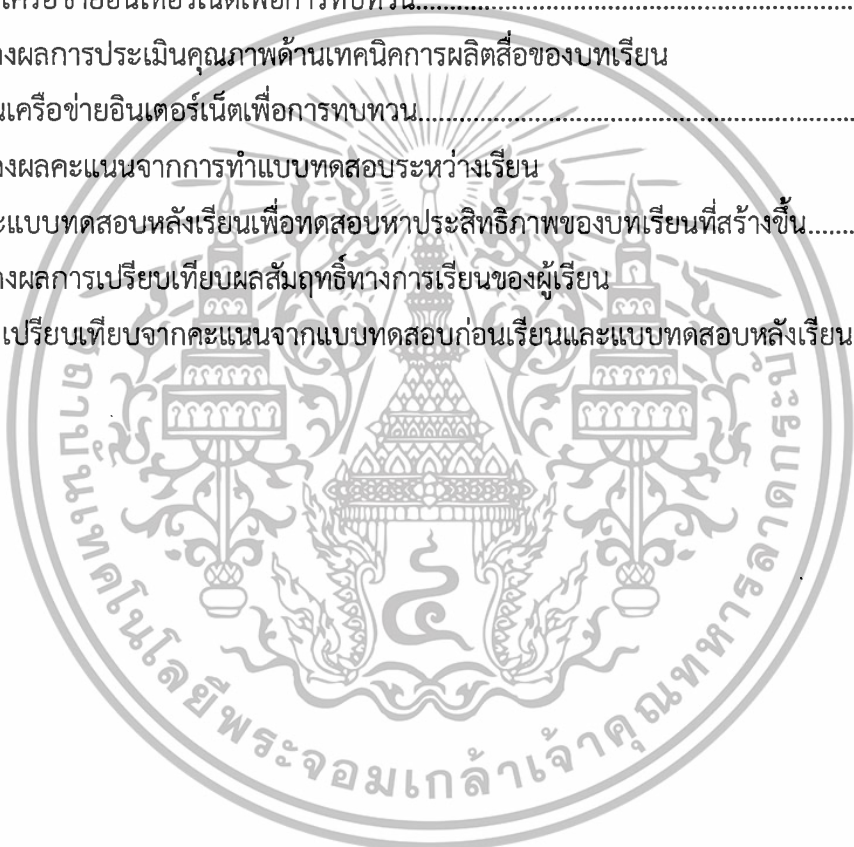 เครือข่ายอินเทอร์เน็ตเพื่อการทบทวน
งผลการประเมินคุณภาพด้านเทคนิคการผลิตสื่อของบทเรียน
นเครือข่ายอินเตอร์เน็ตเพื่อการทบทวน
งผลคะแนนจากการทำแบบทดสอบระหว่างเรียน
ะแบบทดสอบหลังเรียนเพื่อทดสอบหาประสิทธิภาพของบทเรียนที่สร้างขึ้น
งผลการเปรียบเทียบผลสัมฤทธิ์ทางการเรียนของผู้เรียน
เปรียบเทียบจากคะแนนจากแบบทดสอบก่อนเรียนและแบบทดสอบหลังเรียน
สถาบันเทคโนโลยีพระจอมเกล้าเจ้าคุณทหารลาดกระบัง
๔